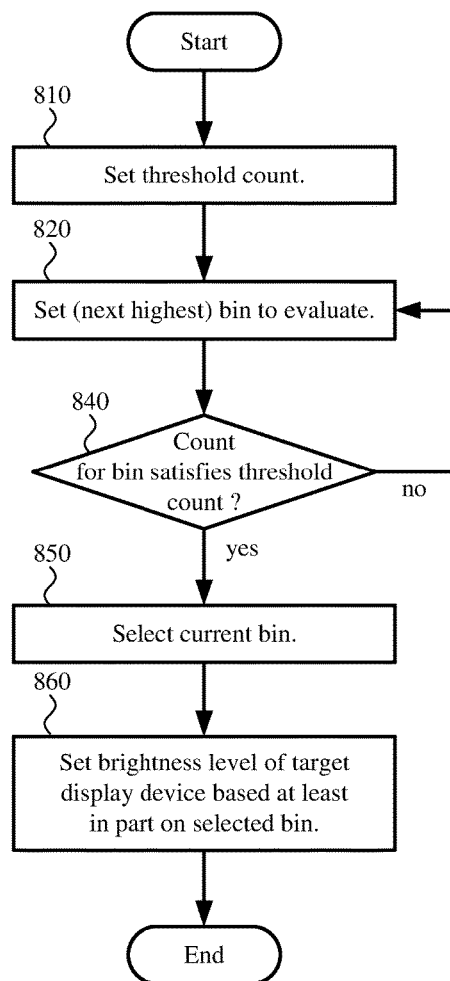 Start
810
Set threshold count.
820
Set (next highest) bin to evaluate.
840
Count
for bin satisfies threshold
count ?
no
yes
850
Select current bin.
860
Set brightness level of target
display device based at least
in part on selected bin.
End